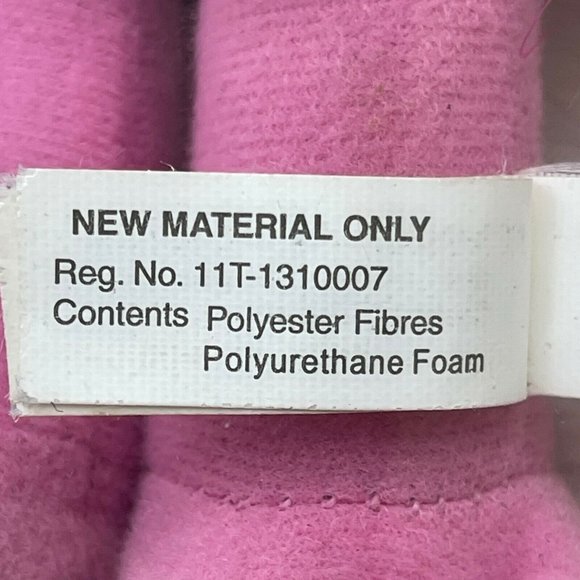 NEW MATERIAL ONLY
Reg. No. 11T-1310007
Contents Polyester Fibres
Polyurethane Foam